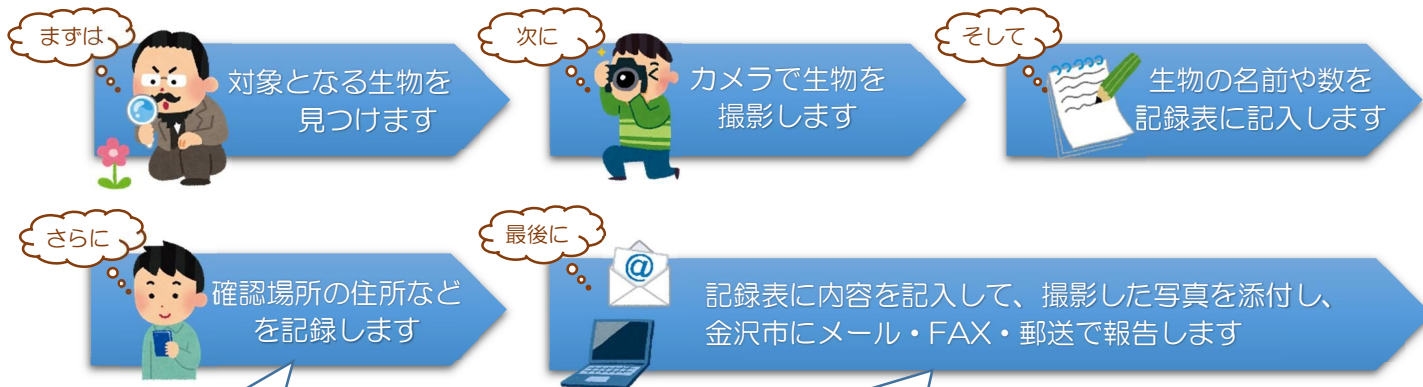 まずは
対象となる生物を
見つけます
次に
カメラで生物を
撮影します
そして
生物の名前や数を
記録表に記入します
さらに
確認場所の住所など
を記録します
最後に
@
記録表に内容を記入して、撮影した写真を添付し、
金沢市にメール・FAX・郵送で報告します